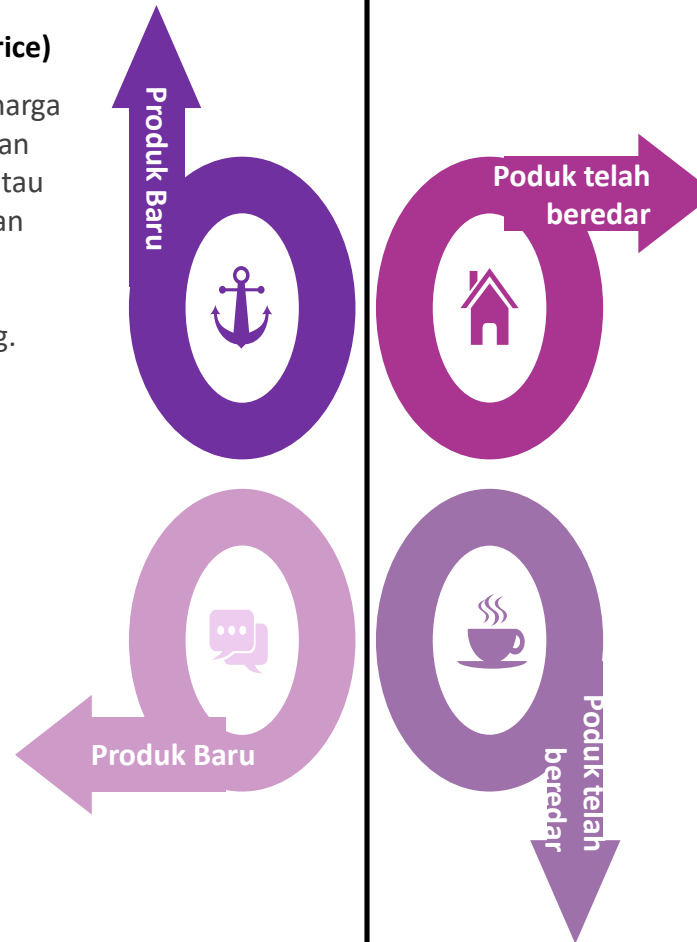 rice)
harga
an
tau
an
g.
Produk Baru
Poduk telah
beredar
Produk Baru
Poduk telah
beredar